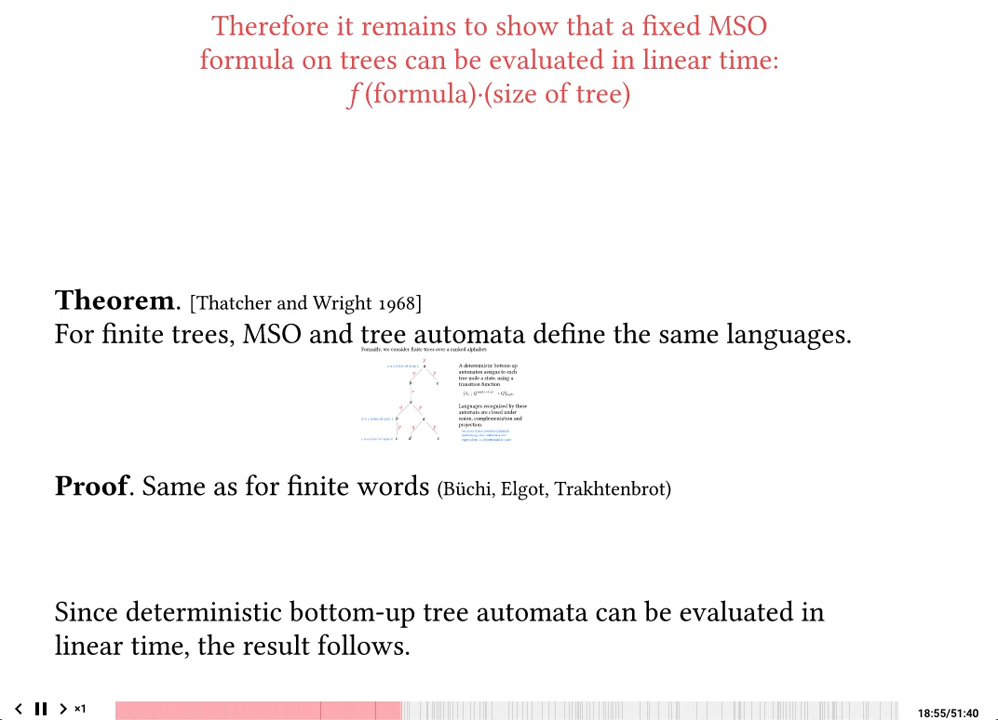 Therefore it remains to show that a fixed MSO
formula on trees can be evaluated in linear time:
f (formula)·(size of tree)
Theorem. [Thatcher and Wright 1968]
For finite trees, MSO and tree automata define the same languages.
Formally, we consider finite trees over a ranked alphabet
A deterministic bottom-up
automaton assigns to each
tree node a state, using a
transition function
Languages recognised by these
automata are closed under
union, complementation and
projection.
Proof. Same as for finite words (Büchi, Elgot, Trakhtenbrot)
Since deterministic bottom-up tree automata can be evaluated in
linear time, the result follows.
×1
18:55/51:40